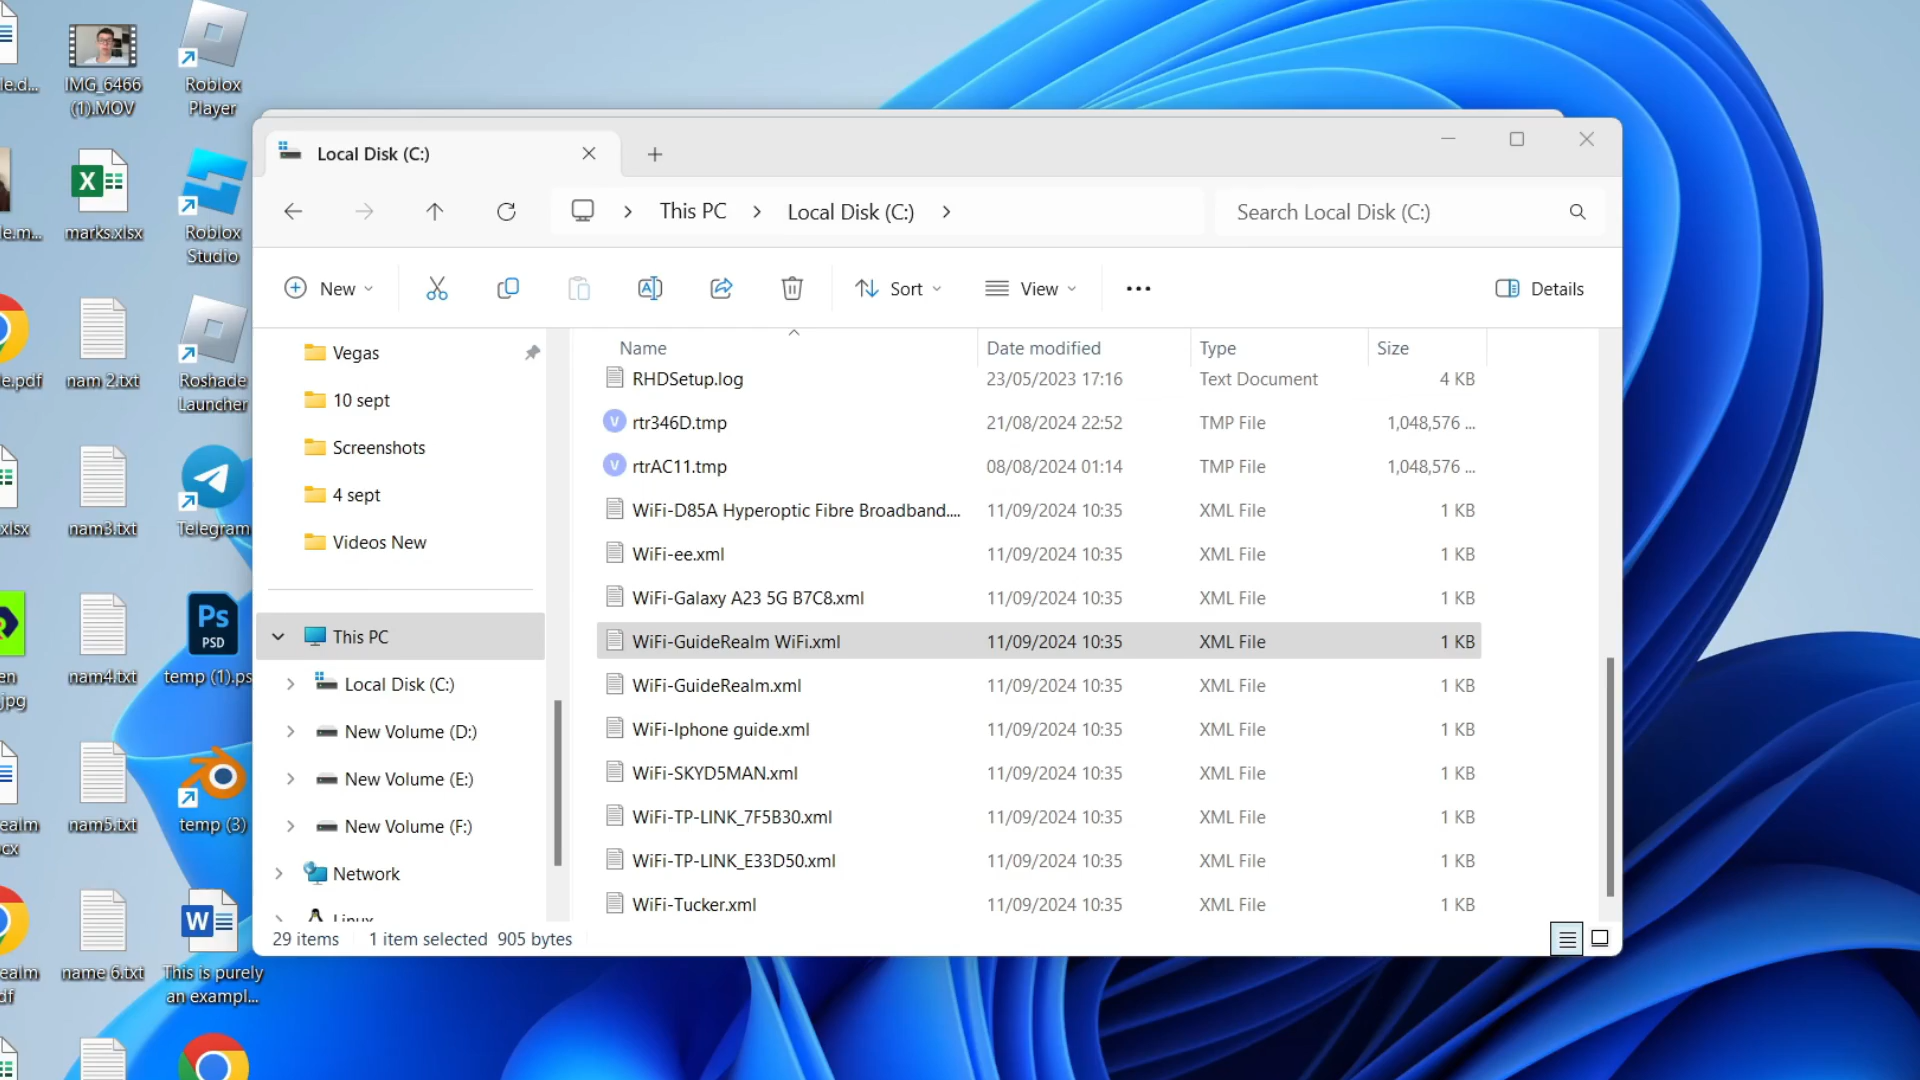 le.d...
IMG_6466
(1).MOV
Roblox
Player
le.m...
marks.xlsx
Roblox
Studio
le.pdf
nam 2.txt
Roshade
Launcher
xlsx
nam3.txt
Telegram
en
.jpg
nam4.txt
temp (1).ps
ealm
cx
nam5.txt
temp (3)
ealm
df
name 6.txt
This is purely
an exampl...
Local Disk (C:)
This PC
Local Disk (C:)
Search Local Disk (C:)
New
Sort
View
Details
Vegas
10 sept
Screenshots
4 sept
Videos New
This PC
Local Disk (C:)
New Volume (D:)
New Volume (E:)
New Volume (F:)
Network
Linux
Name Date modified Type Size
RHDSetup.log 23/05/2023 17:16 Text Document 4 KB
rtr346D.tmp 21/08/2024 22:52 TMP File 1,048,576 ...
rtrAC11.tmp 08/08/2024 01:14 TMP File 1,048,576 ...
WiFi-D85A Hyperoptic Fibre Broadband.... 11/09/2024 10:35 XML File 1 KB
WiFi-ee.xml 11/09/2024 10:35 XML File 1 KB
WiFi-Galaxy A23 5G B7C8.xml 11/09/2024 10:35 XML File 1 KB
WiFi-GuideRealm WiFi.xml 11/09/2024 10:35 XML File 1 KB
WiFi-GuideRealm.xml 11/09/2024 10:35 XML File 1 KB
WiFi-Iphone guide.xml 11/09/2024 10:35 XML File 1 KB
WiFi-SKYD5MAN.xml 11/09/2024 10:35 XML File 1 KB
WiFi-TP-LINK_7F5B30.xml 11/09/2024 10:35 XML File 1 KB
WiFi-TP-LINK_E33D50.xml 11/09/2024 10:35 XML File 1 KB
WiFi-Tucker.xml 11/09/2024 10:35 XML File 1 KB
29 items 1 item selected 905 bytes